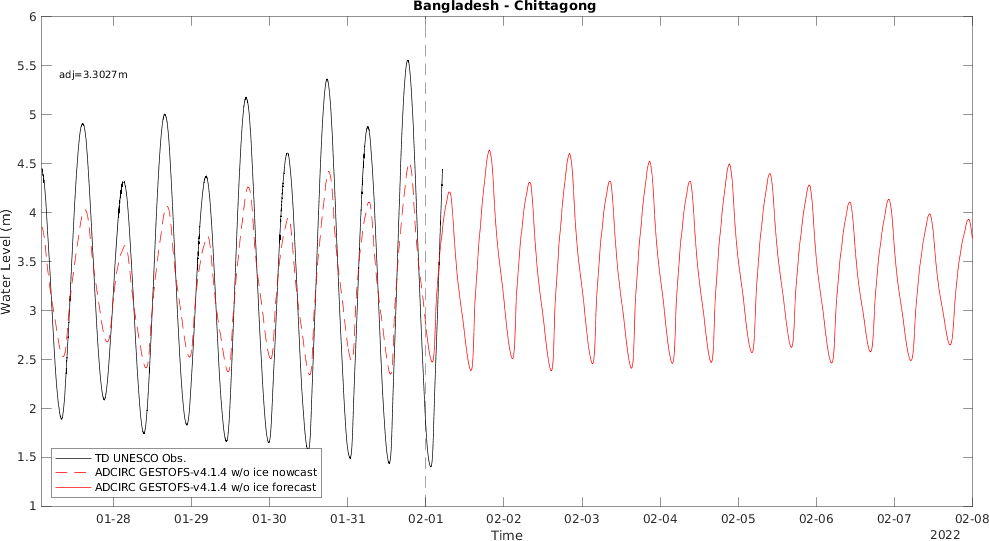 Bangladesh - Chittagong
adj=3.3027m
Water Level (m)
6
5.5
5
4.5
4
3.5
3
2.5
2
1.5
1
TD UNESCO Obs.
ADCIRC GESTOFS-v4.1.4 w/o ice nowcast
ADCIRC GESTOFS-v4.1.4 w/o ice forecast
01-28 01-29 01-30 01-31 02-01 02-02 02-03 02-04 02-05 02-06 02-07 02-08
Time
2022